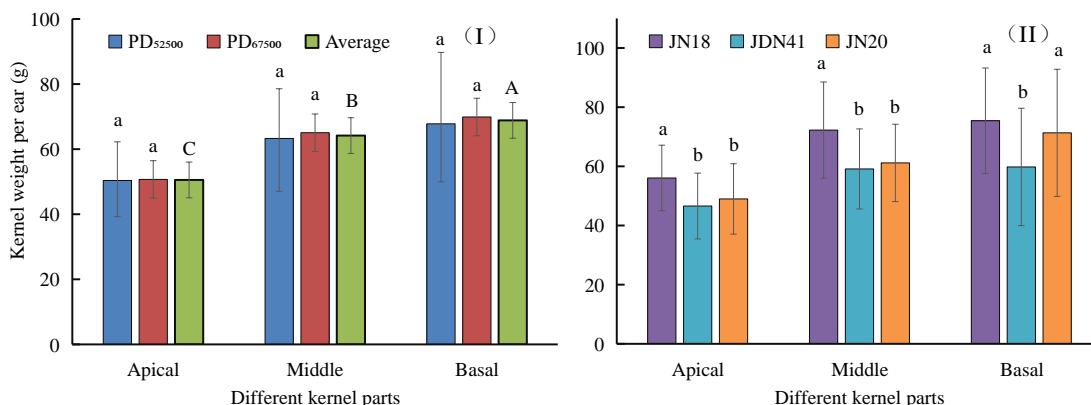 PD52500 PD67500 Average (I)
Kernel weight per ear (g)
100
80
60
40
20
0
a a C
a a B
a a A
Apical Middle Basal
Different kernel parts
JN18 JDN41 JN20 (II)
100
80
60
40
20
0
a b b
a b b
a b a
Apical Middle Basal
Different kernel parts